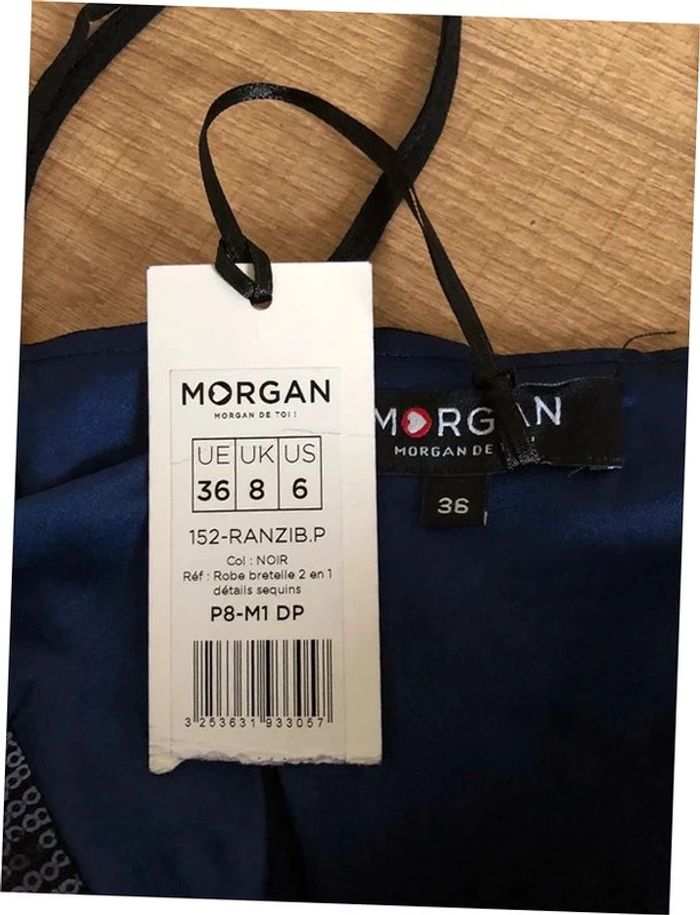 MORGAN
MORGAN DE TOI !
UE UK US
36 8 6
152-RANZIB.P
Col : NOIR
Réf : Robe bretelle 2 en 1
détails sequins
P8-M1 DP
3 253631 933057
MORGAN
MORGAN DE
36